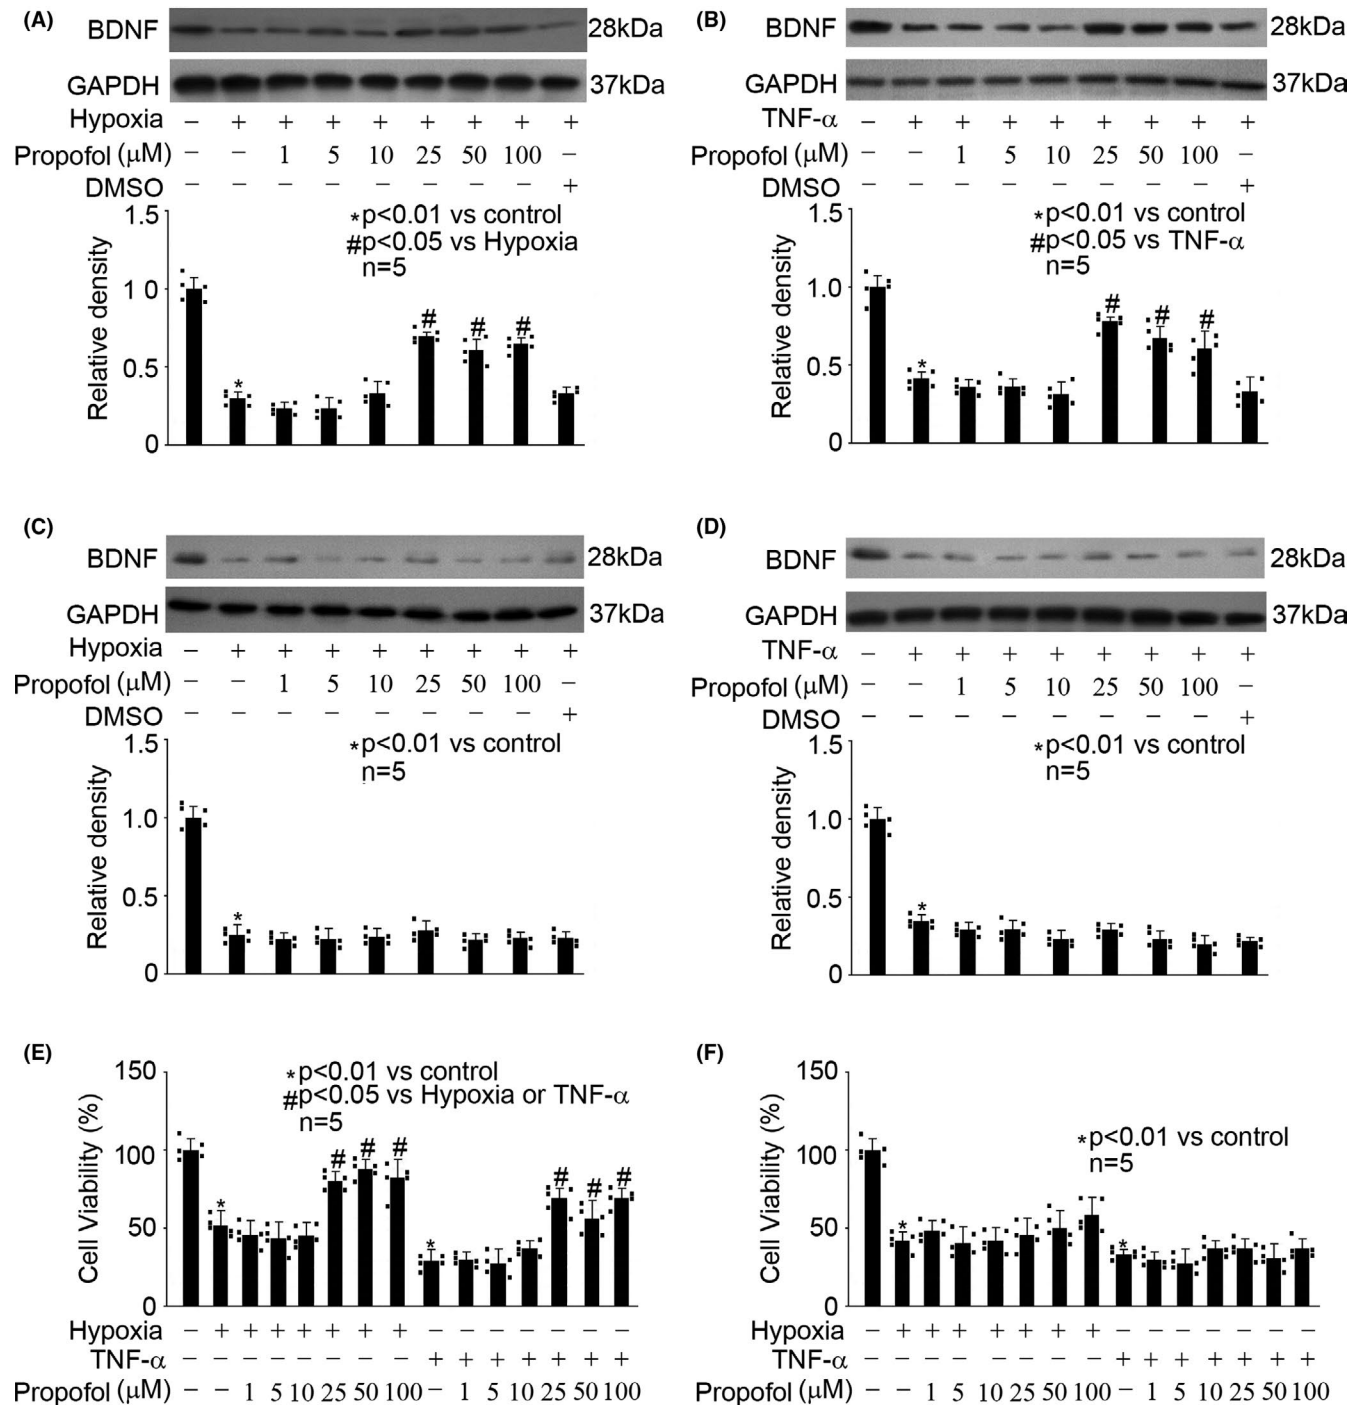 (A)
BDNF 28kDa
GAPDH 37kDa
Hypoxia − + + + + + + + +
Propofol (μM) − − 1 5 10 25 50 100 −
DMSO − − − − − − − − +
*p<0.01 vs control
#p<0.05 vs Hypoxia
n=5
Relative density
1.5
1 0
0.5
0
*
# # #
(B)
BDNF 28kDa
GAPDH 37kDa
TNF-α − + + + + + + + +
Propofol (μM) − − 1 5 10 25 50 100 −
DMSO − − − − − − − − +
*p<0.01 vs control
#p<0.05 vs TNF-α
n=5
Relative density
1.5
1.0
0.5
0
*
# # #
(C)
BDNF 28kDa
GAPDH 37kDa
Hypoxia − + + + + + + + +
Propofol (μM) − − 1 5 10 25 50 100 −
DMSO − − − − − − − − +
*p<0.01 vs control
n=5
Relative density
1.5
1.0
0.5
0
*
(D)
BDNF 28kDa
GAPDH 37kDa
TNF-α − + + + + + + + +
Propofol (μM) − − 1 5 10 25 50 100 −
DMSO − − − − − − − − +
*p<0.01 vs control
n=5
Relative density
1.5
1.0
0.5
0
*
(E)
*p<0.01 vs control
#p<0.05 vs Hypoxia or TNF-α
n=5
Cell Viability (%)
150
100
50
0
* # # # * # # #
Hypoxia − + + + + + + + − − − − − − −
TNF-α − − − − − − − − + + + + + + +
Propofol (μM) − − 1 5 10 25 50 100 − 1 5 10 25 50 100
(F)
*p<0.01 vs control
n=5
Cell Viability (%)
150
100
50
0
* *
Hypoxia − + + + + + + + − − − − − − −
TNF-α − − − − − − − − + + + + + + +
Propofol (μM) − − 1 5 10 25 50 100 − 1 5 10 25 50 100